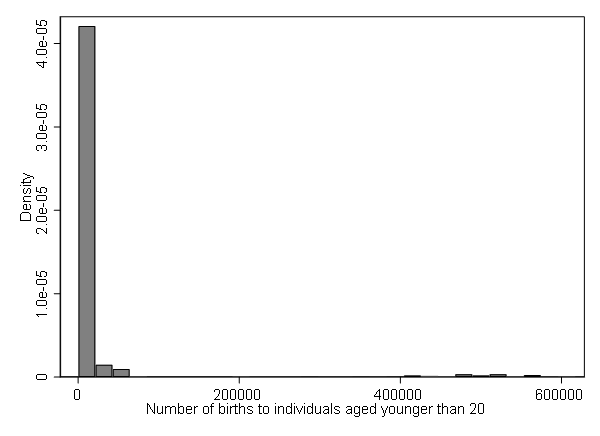 4.0e-05
3.0e-05
2.0e-05
1.0e-05
0
Density
0 200000 400000 600000
Number of births to individuals aged younger than 20